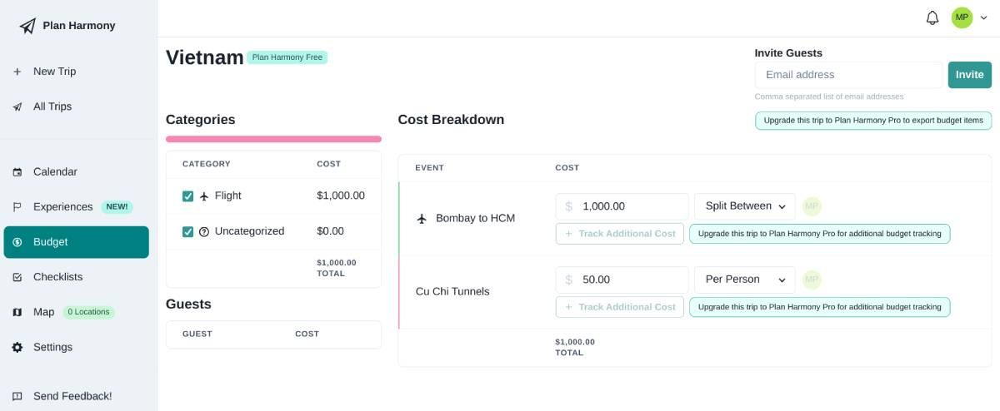 Plan Harmony
MP
New Trip
All Trips
Calendar
Experiences NEW!
Budget
Checklists
Map 0 Locations
Settings
Send Feedback!
Vietnam Plan Harmony Free
Invite Guests
Email address
Invite
Comma separated list of email addresses
Upgrade this trip to Plan Harmony Pro to export budget items
Categories
CATEGORY COST
Flight $1,000.00
Uncategorized $0.00
$1,000.00
TOTAL
Guests
GUEST COST
Cost Breakdown
EVENT COST
Bombay to HCM
$ 1,000.00 Split Between MP
+ Track Additional Cost Upgrade this trip to Plan Harmony Pro for additional budget tracking
Cu Chi Tunnels
$ 50.00 Per Person MP
+ Track Additional Cost Upgrade this trip to Plan Harmony Pro for additional budget tracking
$1,000.00
TOTAL